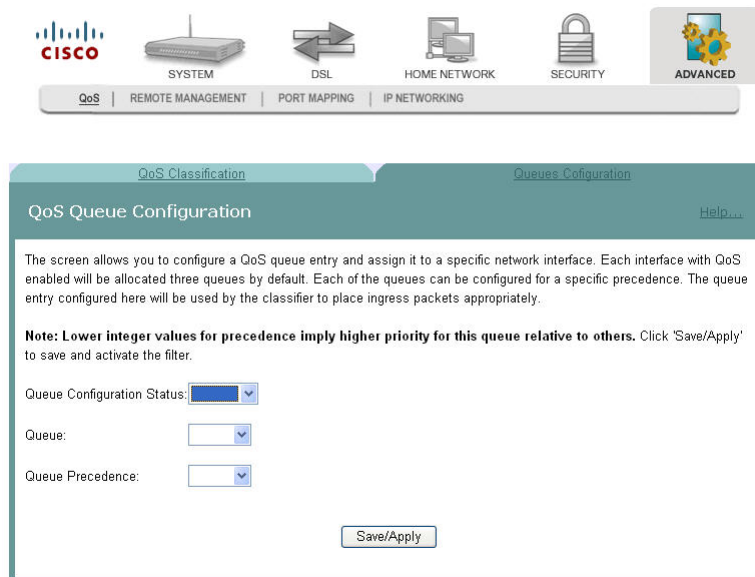 CISCO
SYSTEM
DSL
HOME NETWORK
SECURITY
ADVANCED
QoS | REMOTE MANAGEMENT | PORT MAPPING | IP NETWORKING
QoS Classification
Queues Cofiguration
QoS Queue Configuration
Help...
The screen allows you to configure a QoS queue entry and assign it to a specific network interface. Each interface with QoS
enabled will be allocated three queues by default. Each of the queues can be configured for a specific precedence. The queue
entry configured here will be used by the classifier to place ingress packets appropriately.
Note: Lower integer values for precedence imply higher priority for this queue relative to others. Click 'Save/Apply'
to save and activate the filter.
Queue Configuration Status:
Queue:
Queue Precedence:
Save/Apply